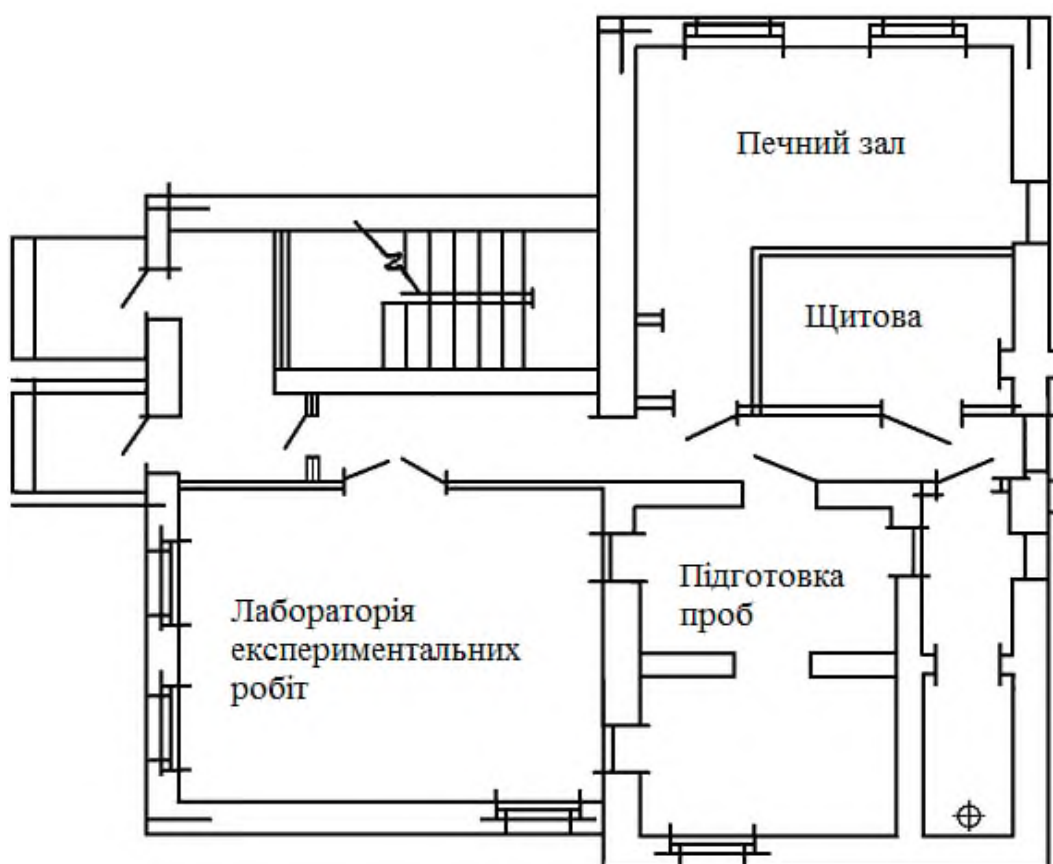 Печний зал
Щитова
Підготовка
проб
Лабораторія
експериментальних
робіт